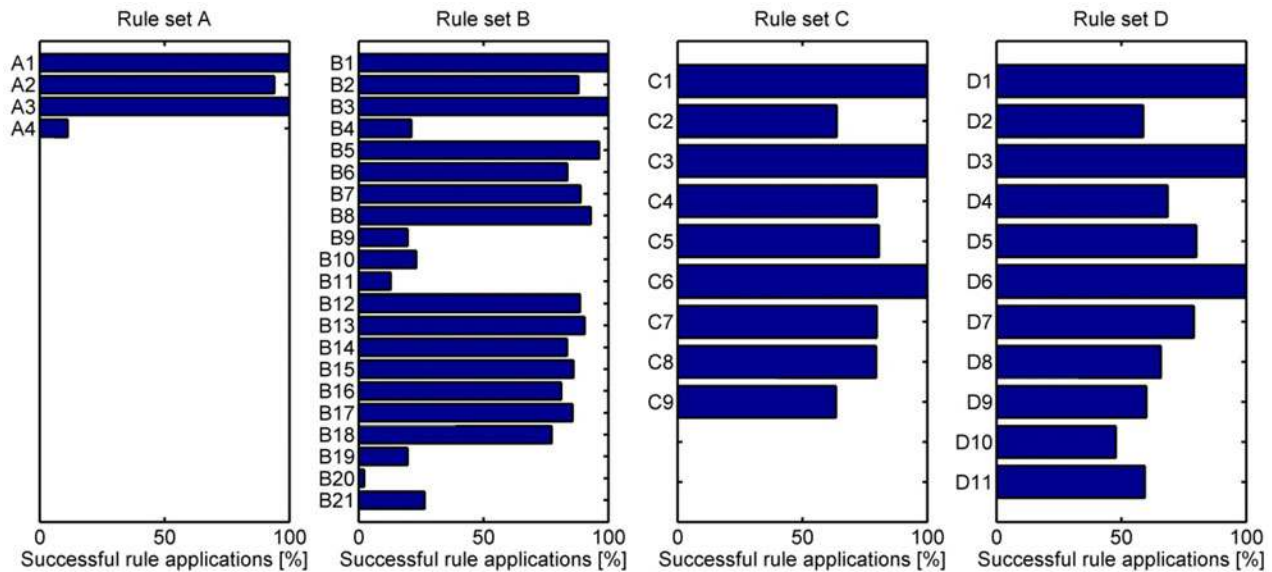 Rule set A
A1
A2
A3
A4
0 50 100
Successful rule applications [%]
Rule set B
B1
B2
B3
B4
B5
B6
B7
B8
B9
B10
B11
B12
B13
B14
B15
B16
B17
B18
B19
B20
B21
0 50 100
Successful rule applications [%]
Rule set C
C1
C2
C3
C4
C5
C6
C7
C8
C9
0 50 100
Successful rule applications [%]
Rule set D
D1
D2
D3
D4
D5
D6
D7
D8
D9
D10
D11
0 50 100
Successful rule applications [%]